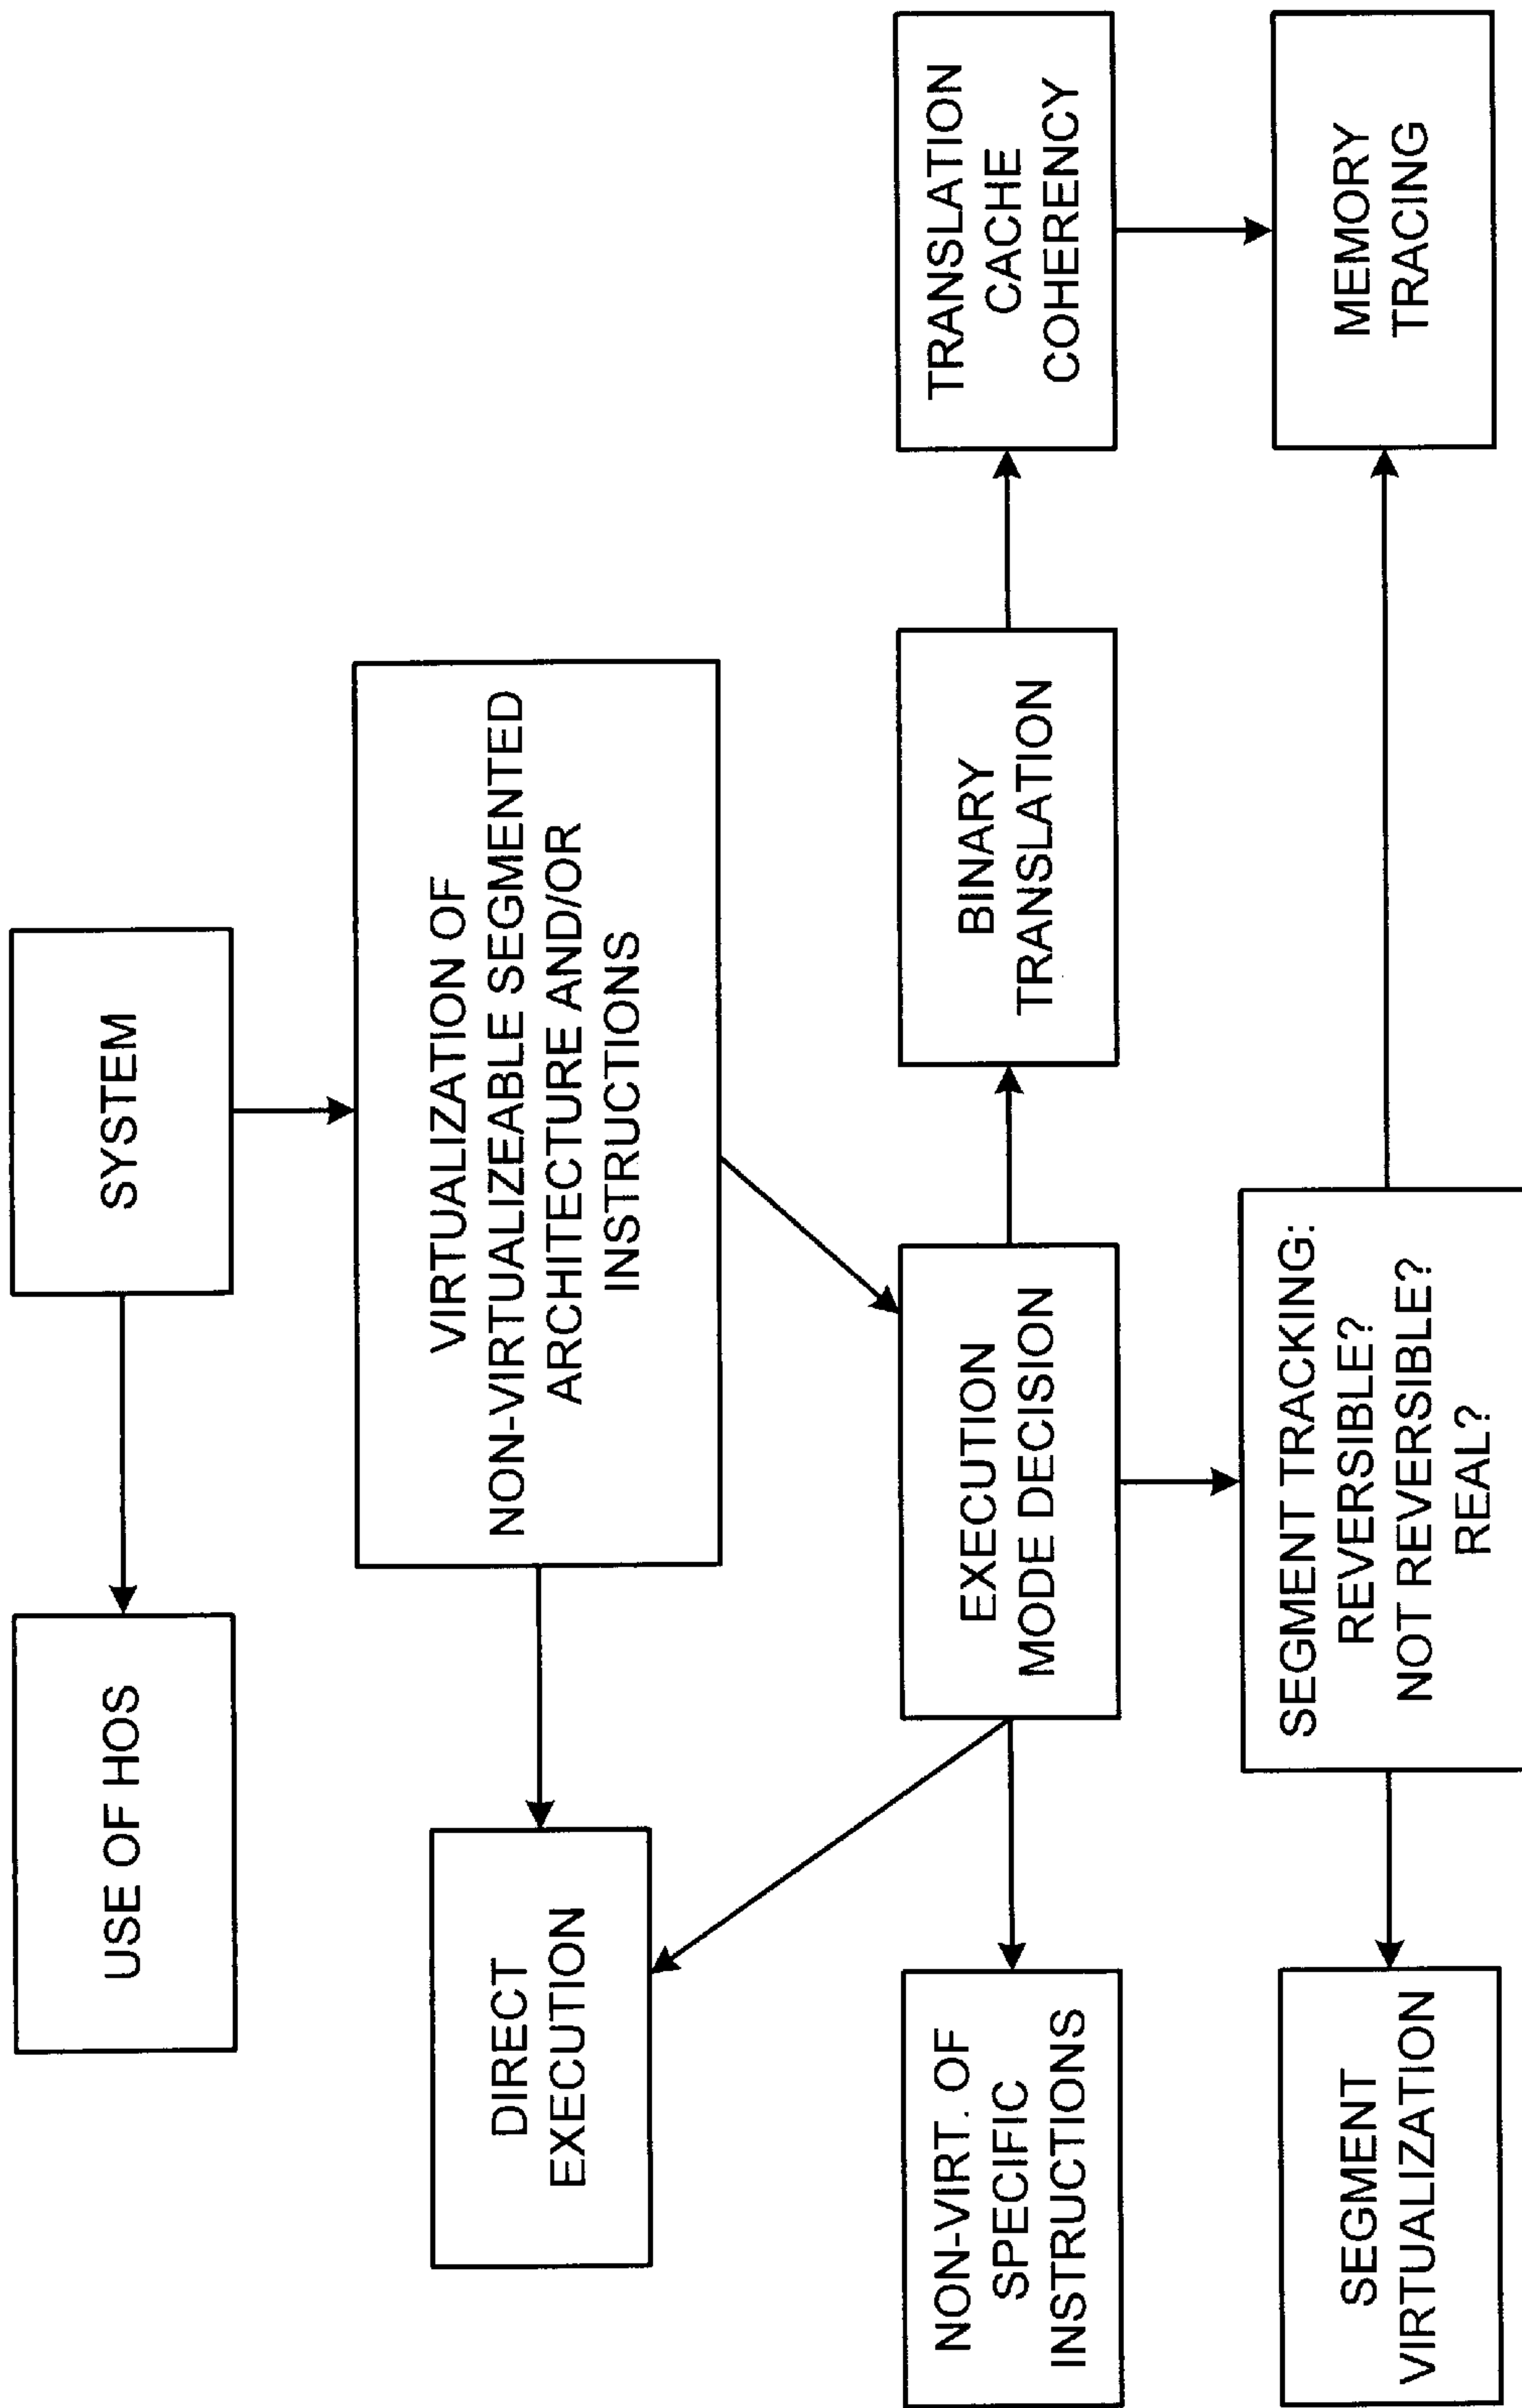 SYSTEM
USE OF HOS
VIRTUALIZATION OF
NON-VIRTUALIZEABLE SEGMENTED
ARCHITECTURE AND/OR
INSTRUCTIONS
DIRECT
EXECUTION
NON-VIRT. OF
SPECIFIC
INSTRUCTIONS
EXECUTION
MODE DECISION
BINARY
TRANSLATION
TRANSLATION
CACHE
COHERENCY
SEGMENT
VIRTUALIZATION
SEGMENT TRACKING:
REVERSIBLE?
NOT REVERSIBLE?
REAL?
MEMORY
TRACING